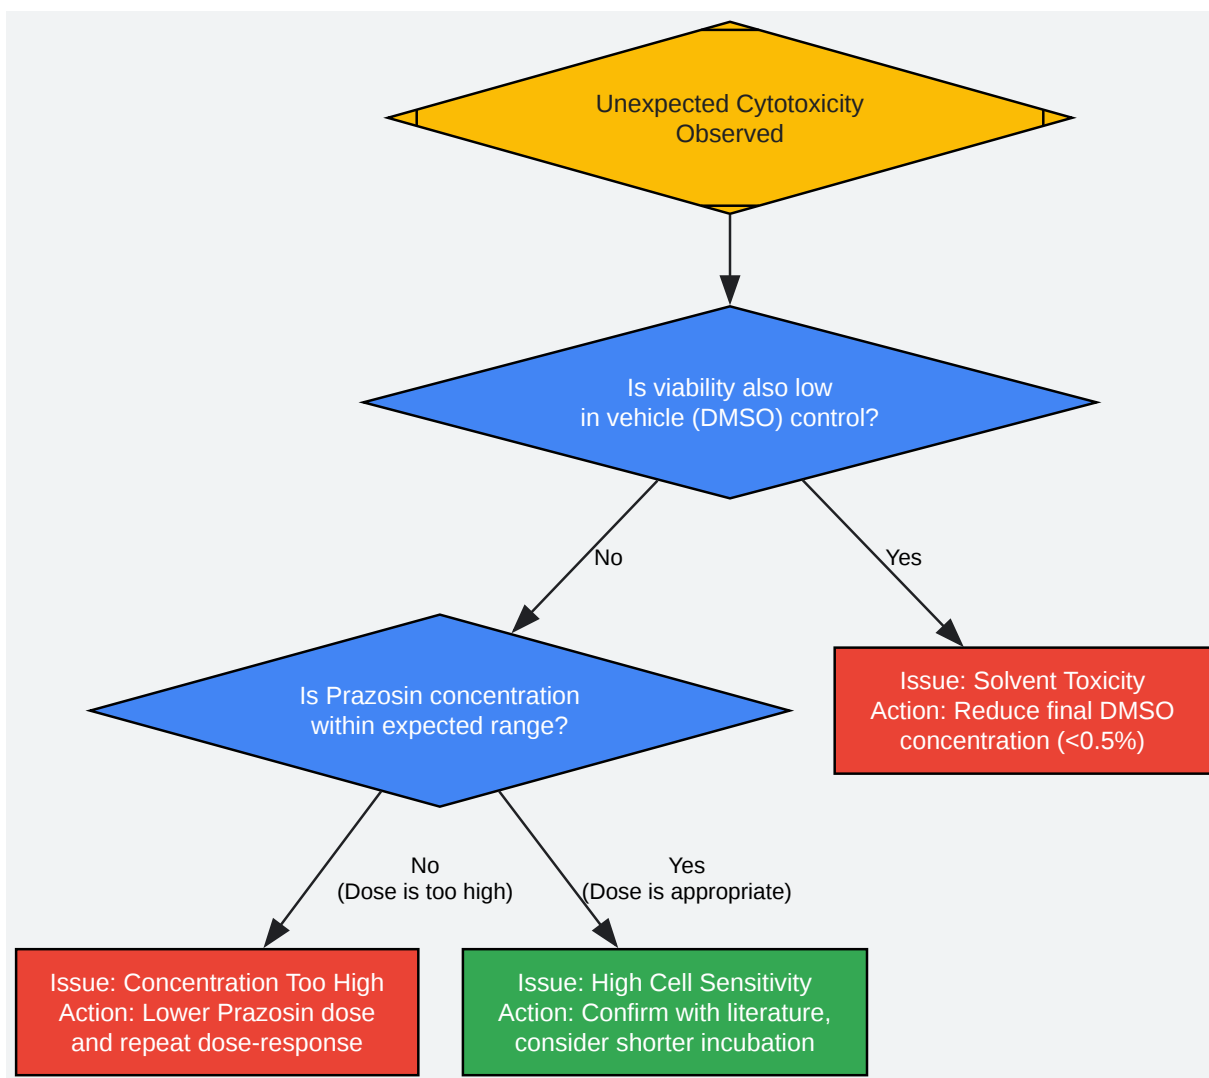 Unexpected Cytotoxicity
Observed
Is viability also low
in vehicle (DMSO) control?
No
Yes
Is Prazosin concentration
within expected range?
Issue: Solvent Toxicity
Action: Reduce final DMSO
concentration (<0.5%)
No
(Dose is too high)
Yes
(Dose is appropriate)
Issue: Concentration Too High
Action: Lower Prazosin dose
and repeat dose-response
Issue: High Cell Sensitivity
Action: Confirm with literature,
consider shorter incubation